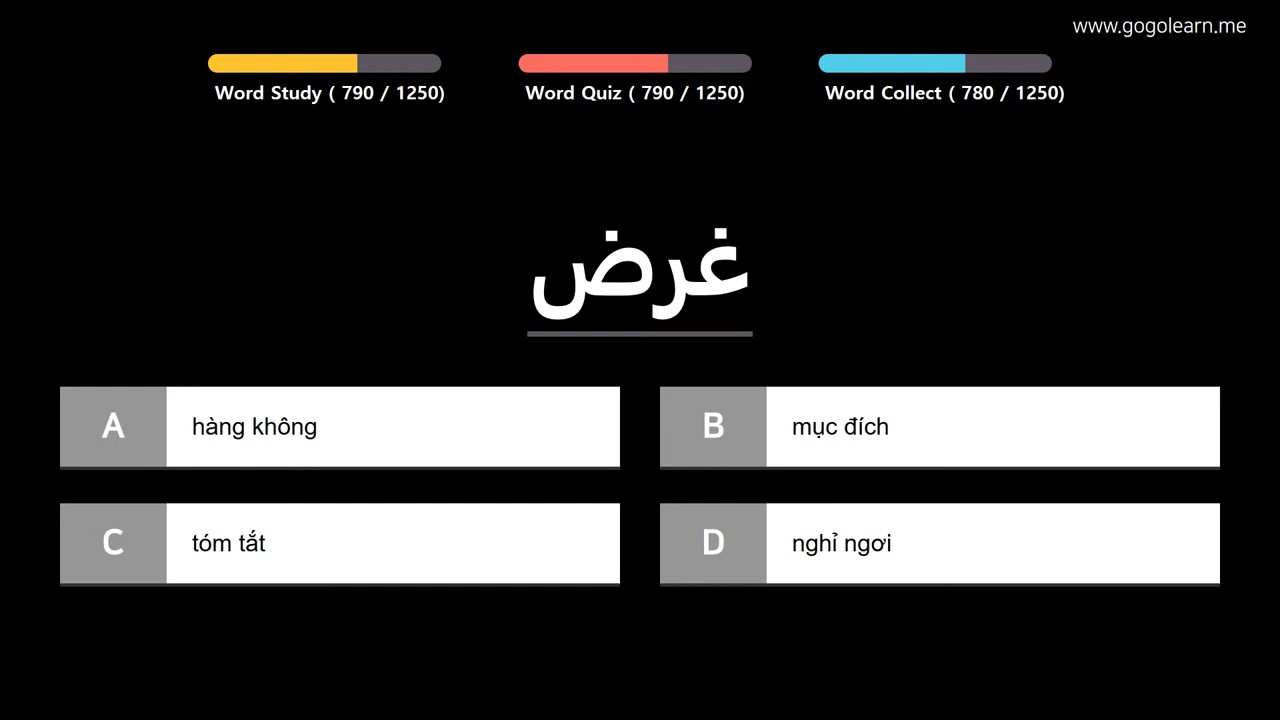 www.gogolearn.me
Word Study ( 790 / 1250)
Word Quiz ( 790 / 1250)
Word Collect ( 780 / 1250)
غرض
A hàng không
B mục đích
C tóm tắt
D nghỉ ngơi